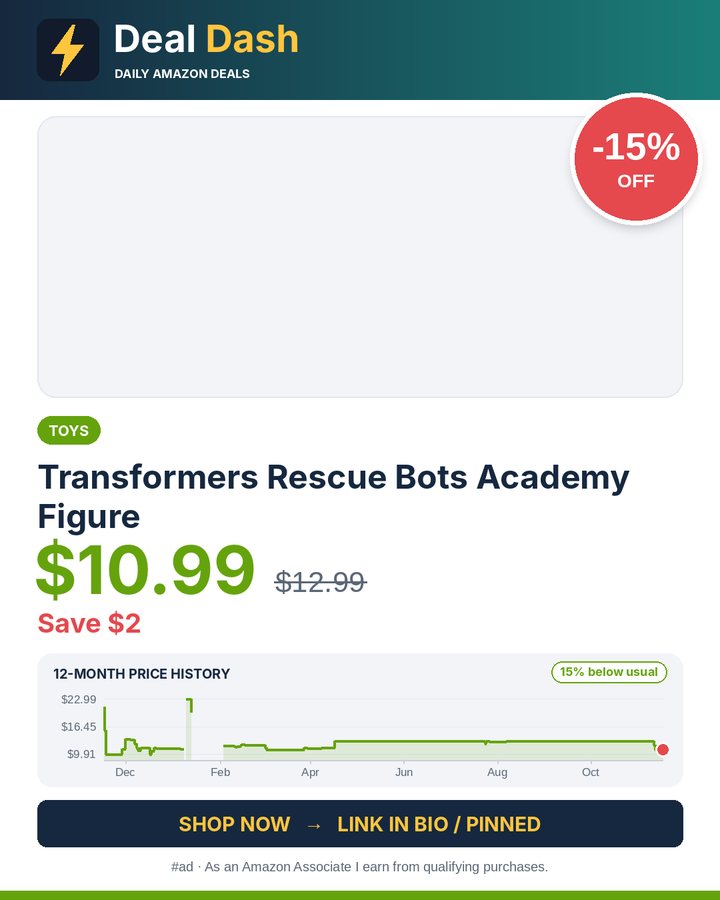 Deal Dash
DAILY AMAZON DEALS
-15%
OFF
TOYS
Transformers Rescue Bots Academy
Figure
$10.99 $12.99
Save $2
12-MONTH PRICE HISTORY
15% below usual
$22.99
$16.45
$9.91
Dec Feb Apr Jun Aug Oct
SHOP NOW → LINK IN BIO / PINNED
#ad · As an Amazon Associate I earn from qualifying purchases.